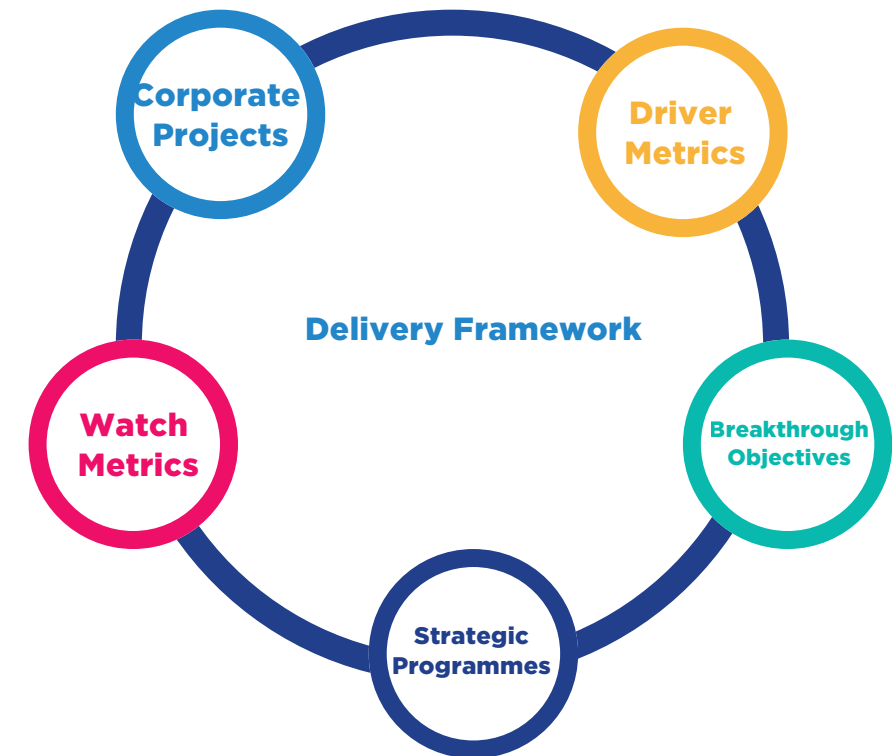 Corporate
Projects
Driver
Metrics
Delivery Framework
Watch
Metrics
Breakthrough
Objectives
Strategic
Programmes